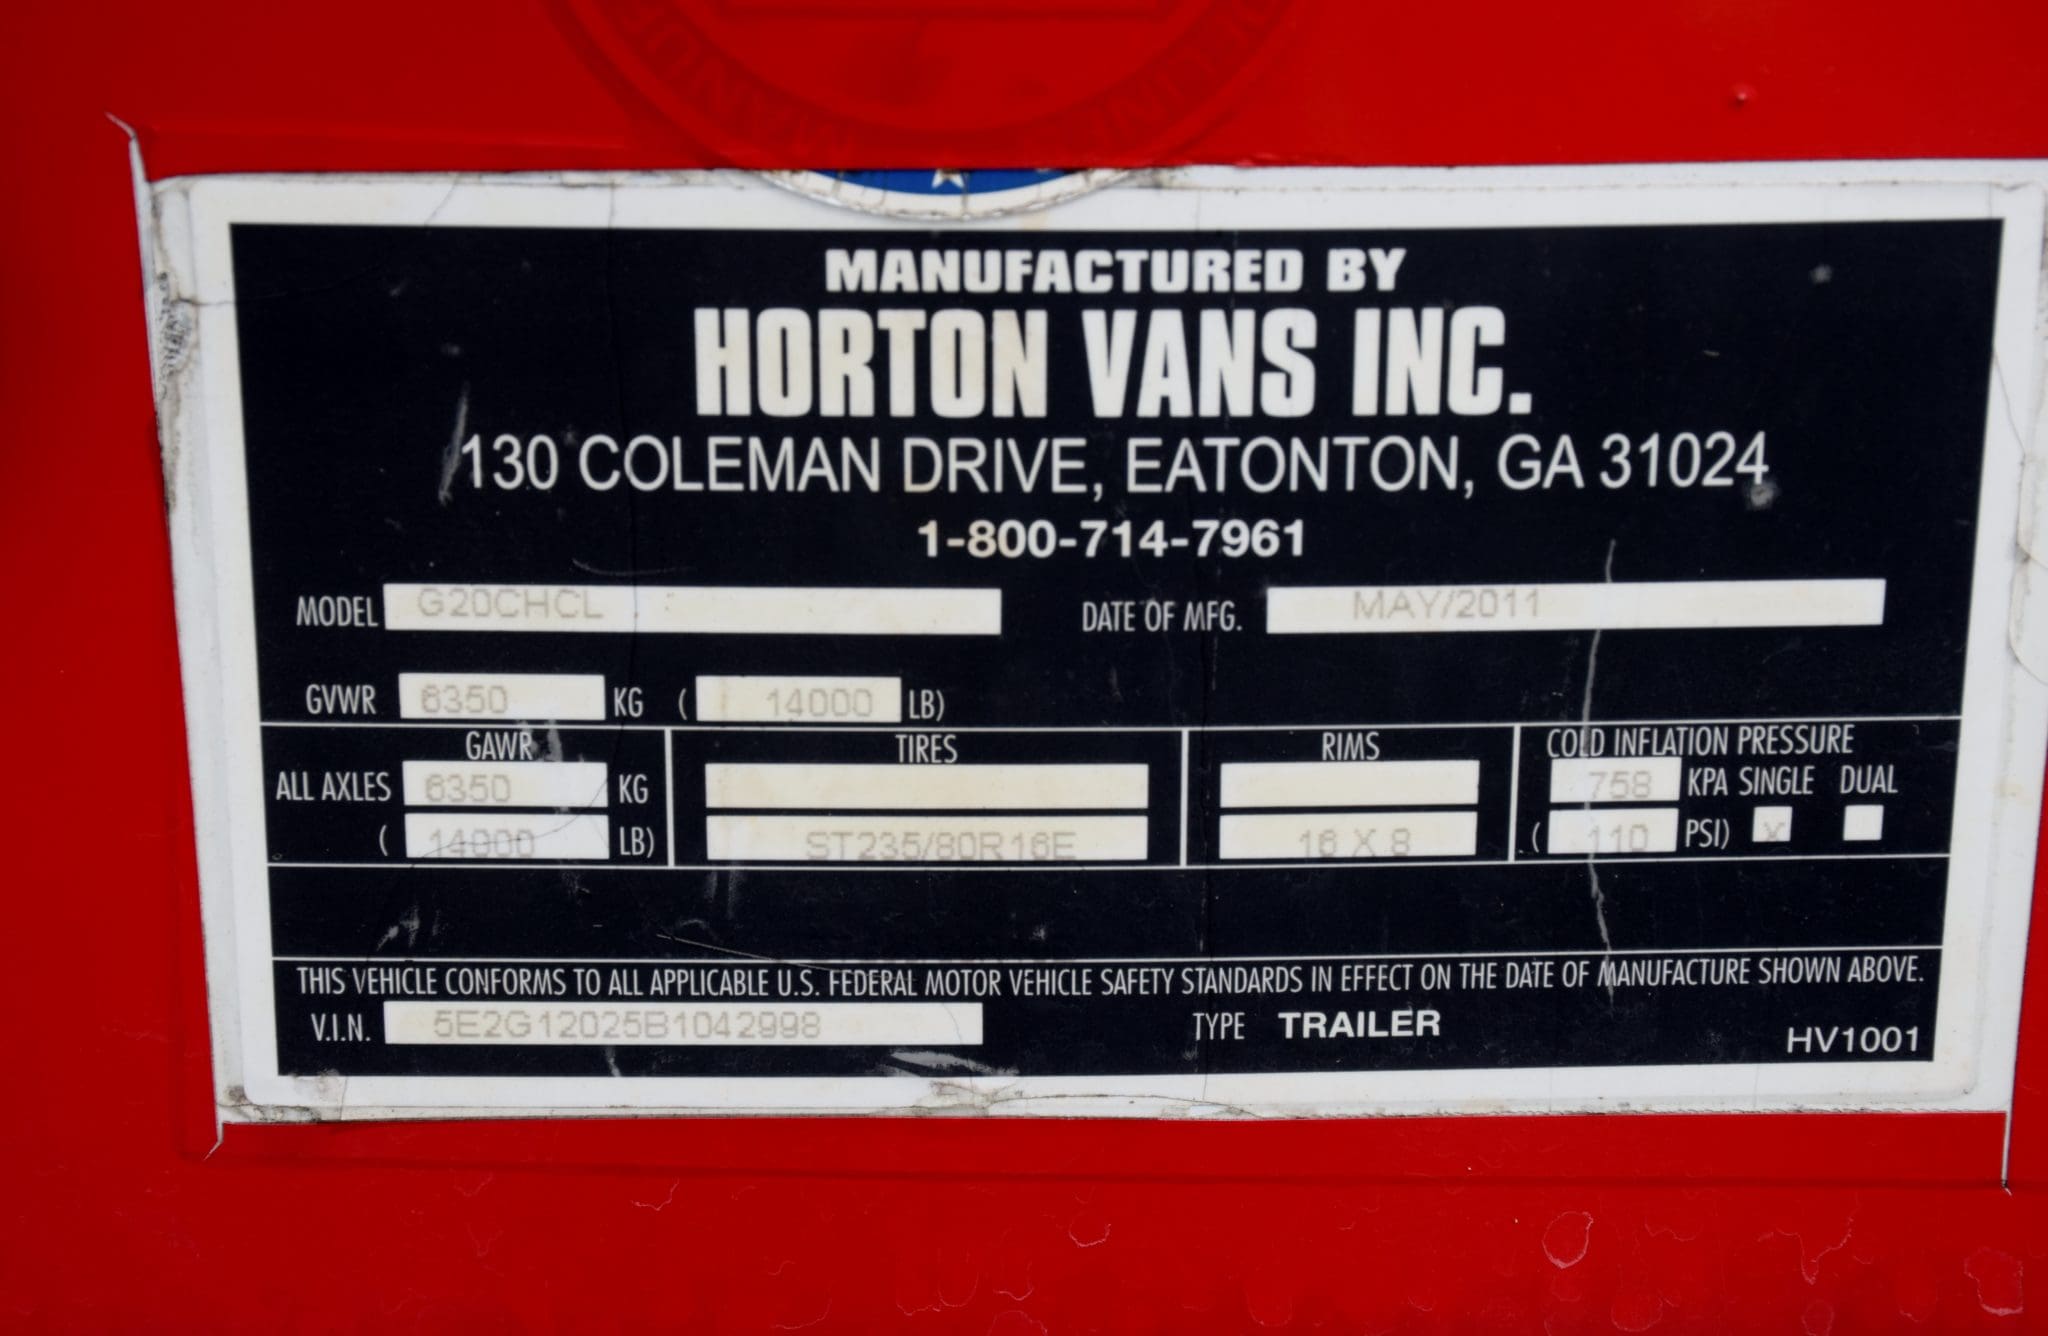 MANUFACTURED BY
HORTON VANS INC.
130 COLEMAN DRIVE, EATONTON, GA 31024
1-800-714-7961
MODEL G20CHCL DATE OF MFG. MAY/2011
GVWR 6350 KG ( 14000 LB)
GAWR TIRES RIMS COLD INFLATION PRESSURE
ALL AXLES 6350 KG 758 KPA SINGLE DUAL
( 14000 LB) ST235/80R16E 16 X 8 ( 110 PSI) X
THIS VEHICLE CONFORMS TO ALL APPLICABLE U.S. FEDERAL MOTOR VEHICLE SAFETY STANDARDS IN EFFECT ON THE DATE OF MANUFACTURE SHOWN ABOVE.
V.I.N. 5E2G12025B1042998 TYPE TRAILER HV1001